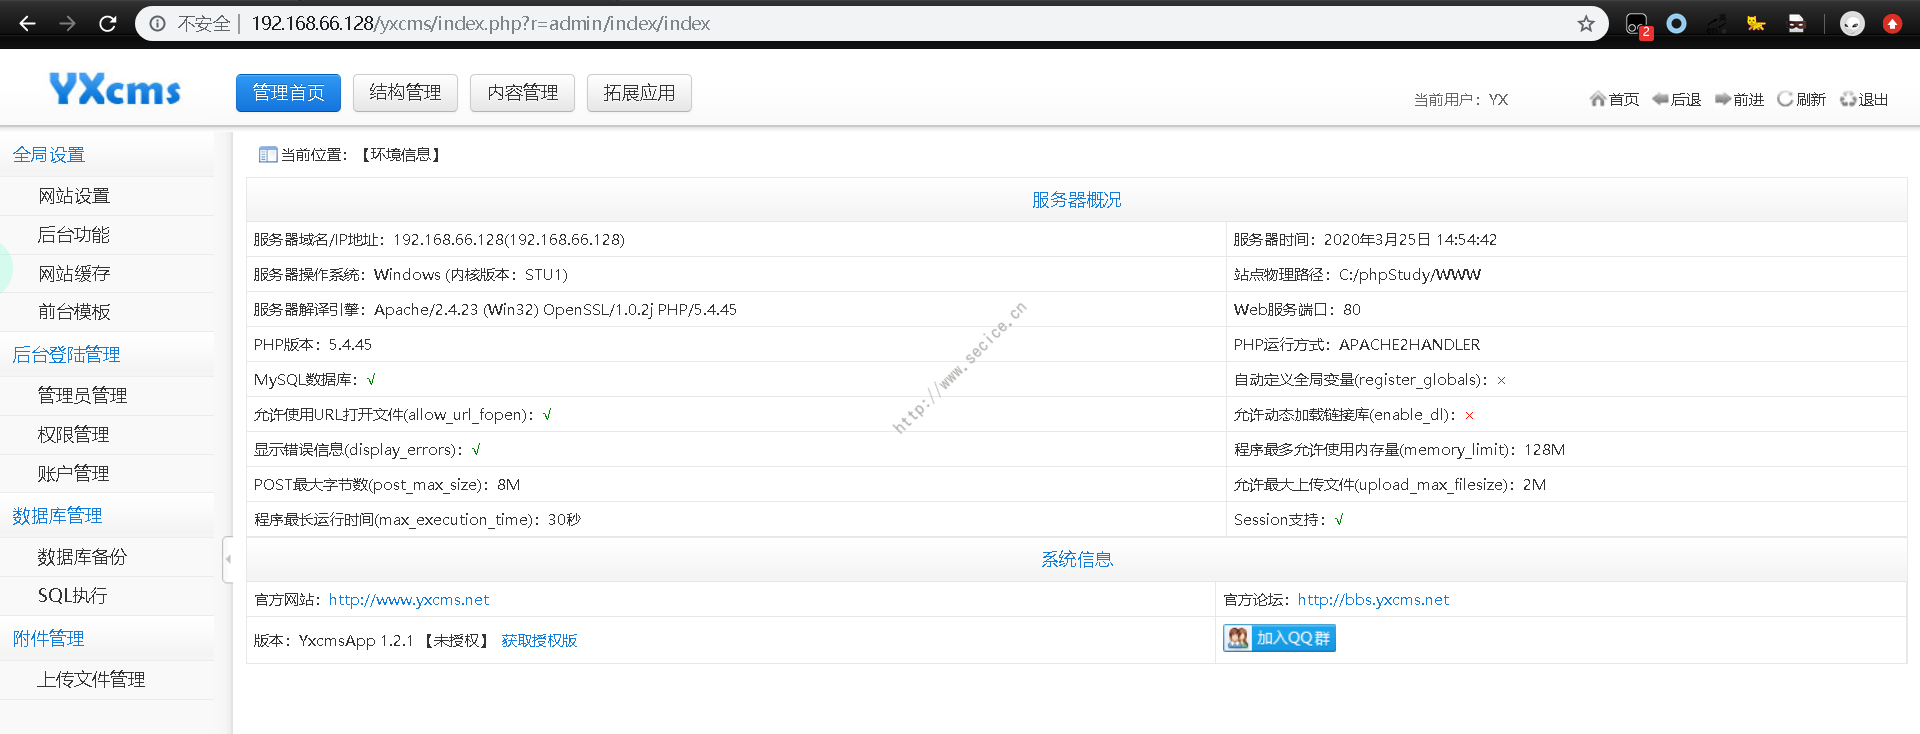 不安全 | 192.168.66.128/yxcms/index.php?r=admin/index/index
2
YXcms
管理首页 结构管理 内容管理 拓展应用
当前用户：YX
首页 后退 前进 刷新 退出
全局设置
网站设置
后台功能
网站缓存
前台模板
后台登陆管理
管理员管理
权限管理
账户管理
数据库管理
数据库备份
SQL执行
附件管理
上传文件管理
当前位置：【环境信息】
服务器概况
服务器域名/IP地址：192.168.66.128(192.168.66.128)
服务器时间：2020年3月25日 14:54:42
服务器操作系统：Windows (内核版本：STU1)
站点物理路径：C:/phpStudy/WWW
服务器解译引擎：Apache/2.4.23 (Win32) OpenSSL/1.0.2j PHP/5.4.45
Web服务端口：80
PHP版本：5.4.45
PHP运行方式：APACHE2HANDLER
MySQL数据库：√
自动定义全局变量(register_globals)：×
允许使用URL打开文件(allow_url_fopen)：√
允许动态加载链接库(enable_dl)：×
显示错误信息(display_errors)：√
程序最多允许使用内存量(memory_limit)：128M
POST最大字节数(post_max_size)：8M
允许最大上传文件(upload_max_filesize)：2M
程序最长运行时间(max_execution_time)：30秒
Session支持：√
系统信息
官方网站：http://www.yxcms.net
官方论坛：http://bbs.yxcms.net
版本：YxcmsApp 1.2.1 【未授权】 获取授权版
加入QQ群
http://www.secice.cn